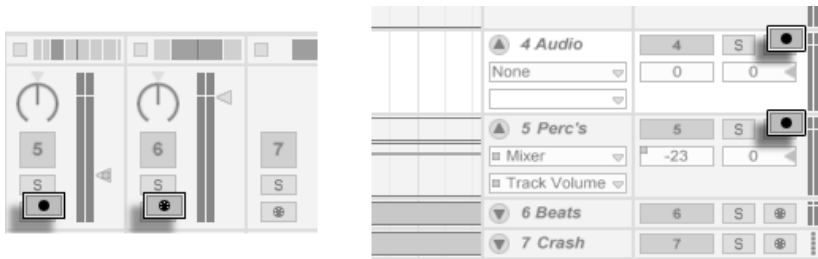 5
S
6
S
7
S
4 Audio 4 S
None 0 0
5 Perc's 5 S
Mixer -23 0
Track Volume
6 Beats 6 S
7 Crash 7 S